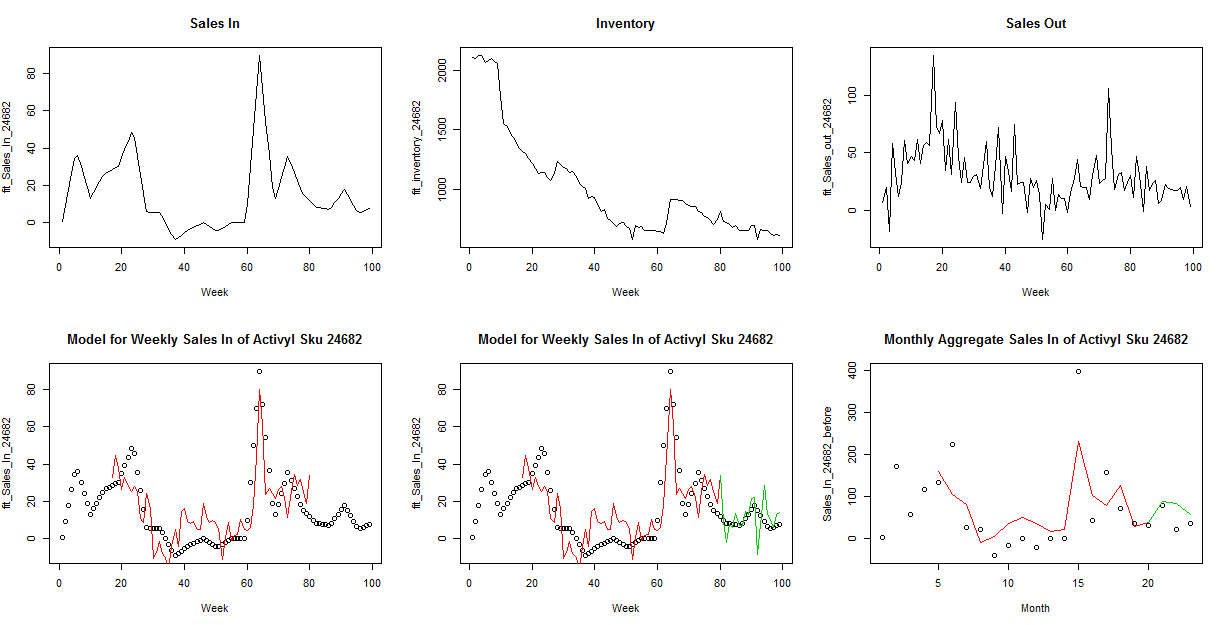 Sales In
fit_Sales_In_24682
0 20 40 60 80
0 20 40 60 80 100
Week
Inventory
fit_inventory_24682
1000 1500 2000
0 20 40 60 80 100
Week
Sales Out
fit_Sales_out_24682
0 50 100
0 20 40 60 80 100
Week
Model for Weekly Sales In of Activyl Sku 24682
fit_Sales_In_24682
0 20 40 60 80
0 20 40 60 80 100
Week
Model for Weekly Sales In of Activyl Sku 24682
fit_Sales_In_24682
0 20 40 60 80
0 20 40 60 80 100
Week
Monthly Aggregate Sales In of Activyl Sku 24682
Sales_In_24682_before
0 100 200 300 400
5 10 15 20
Month